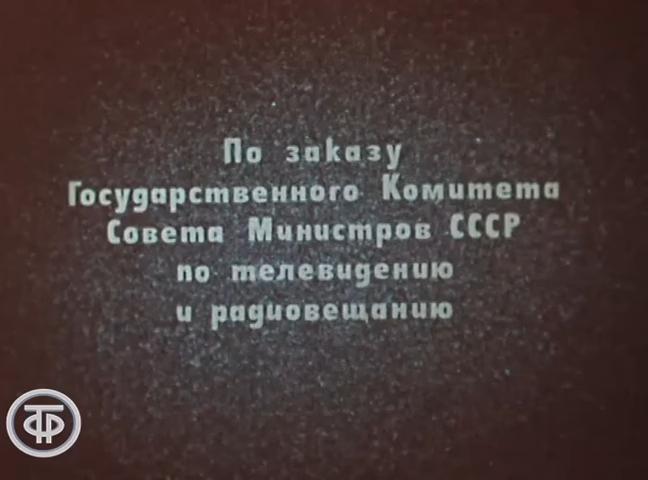 По заказу
Государственного Комитета
Совета Министров СССР
по телевидению
и радиовещанию